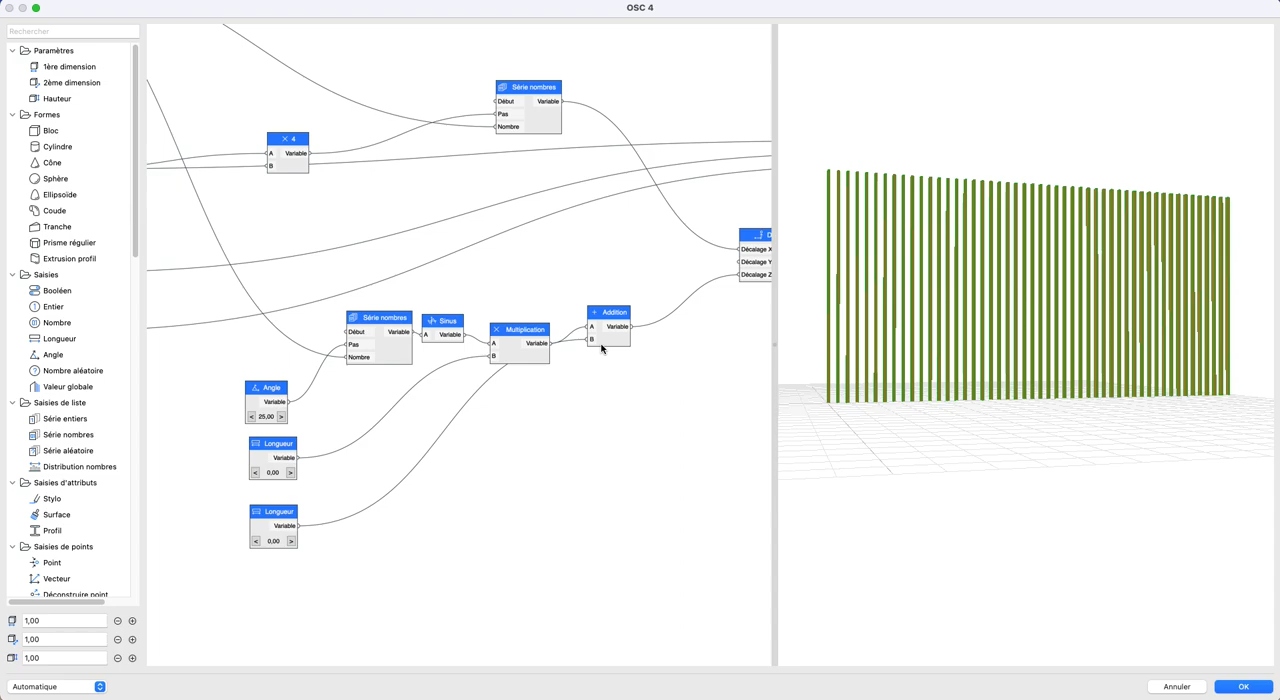 OSC 4
Rechercher
Paramètres
1ère dimension
2ème dimension
Hauteur
Formes
Bloc
Cylindre
Cône
Sphère
Ellipsoïde
Coude
Tranche
Prisme régulier
Extrusion profil
Saisies
Booléen
Entier
Nombre
Longueur
Angle
Nombre aléatoire
Valeur globale
Saisies de liste
Série entiers
Série nombres
Série aléatoire
Distribution nombres
Saisies d'attributs
Stylo
Surface
Profil
Saisies de points
Point
Vecteur
Déconstruire point
1,00
1,00
1,00
Automatique
Série nombres
Début Variable
Pas
Nombre
× 4
A Variable
B
D
Décalage X
Décalage Y
Décalage Z
Série nombres
Début Variable
Pas
Nombre
Sinus
A Variable
Multiplication
A Variable
B
+ Addition
A Variable
B
Angle
Variable
< 25,00 >
Longueur
Variable
< 0,00 >
Longueur
Variable
< 0,00 >
Annuler
OK